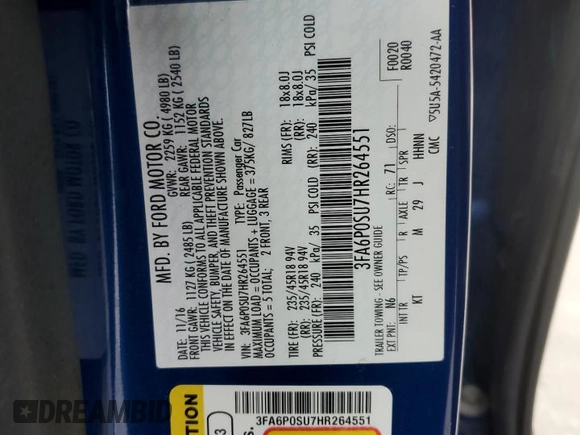 MFD. BY FORD MOTOR CO.
DATE: 11/16 GVWR: 2259 KG ( 4980 LB)
FRONT GAWR: 1127 KG ( 2485 LB) REAR GAWR: 1152 KG ( 2540 LB)
THIS VEHICLE CONFORMS TO ALL APPLICABLE FEDERAL MOTOR
VEHICLE SAFETY, BUMPER, AND THEFT PREVENTION STANDARDS
IN EFFECT ON THE DATE OF MANUFACTURE SHOWN ABOVE.
VIN: 3FA6P0SU7HR264551 TYPE: Passenger Car
MAXIMUM LOAD = OCCUPANTS + LUGGAGE = 375KG/ 827LB
OCCUPANTS = 5 TOTAL; 2 FRONT, 3 REAR
TIRE (FR): 235/45R18 94V RIMS (FR): 18x8.0J
(RR): 235/45R18 94V (RR): 18x8.0J
(FR): 240 kPa/ 35 PSI COLD (RR): 240 kPa/ 35 PSI COLD
3FA6P0SU7HR264551
TRAILER TOWING - SEE OWNER GUIDE
EXT PNT: N6 RC: 71 DSO: F0020
R0040
INT TR TP/PS R AXLE TR SPR
KT M 29 J HHNNN
CMC ▽5U5A-5420472-AA
3FA6P0SU7HR264551
DREAMBID